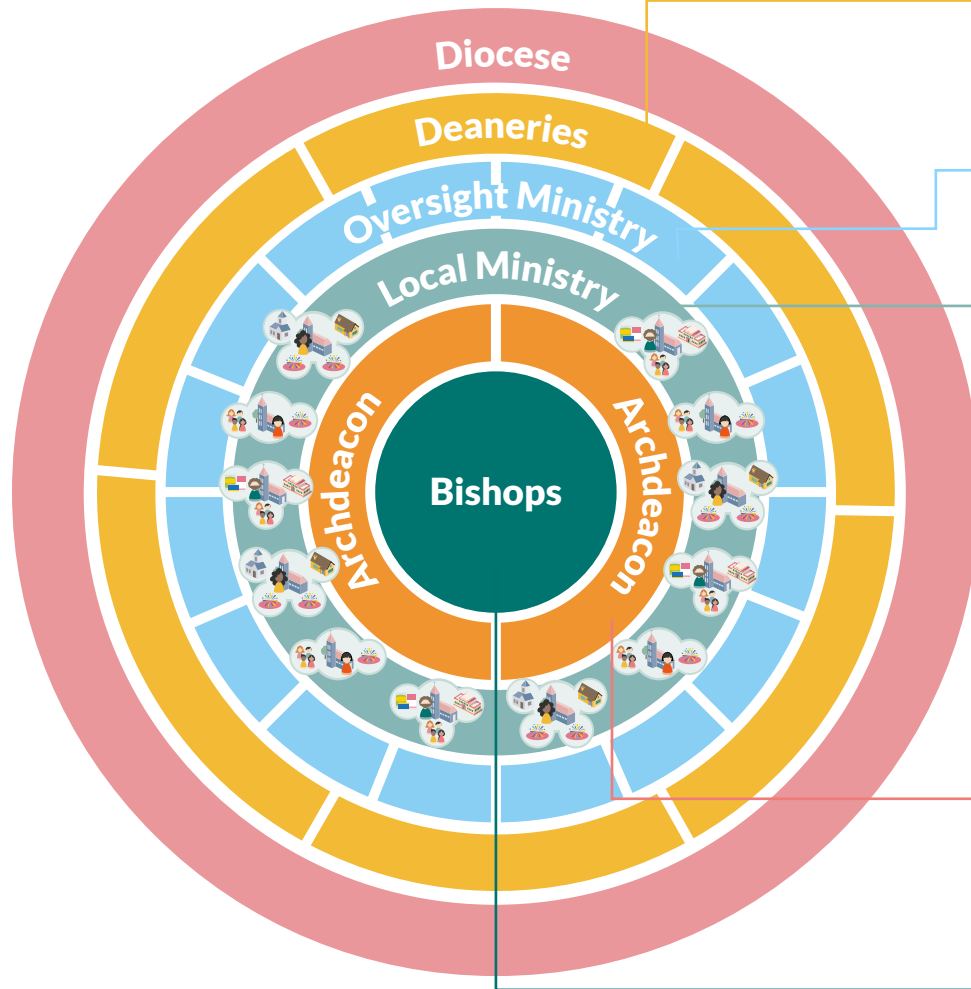 Diocese
Deaneries
Oversight Ministry
Local Ministry
Archdeacon
Archdeacon
Bishops